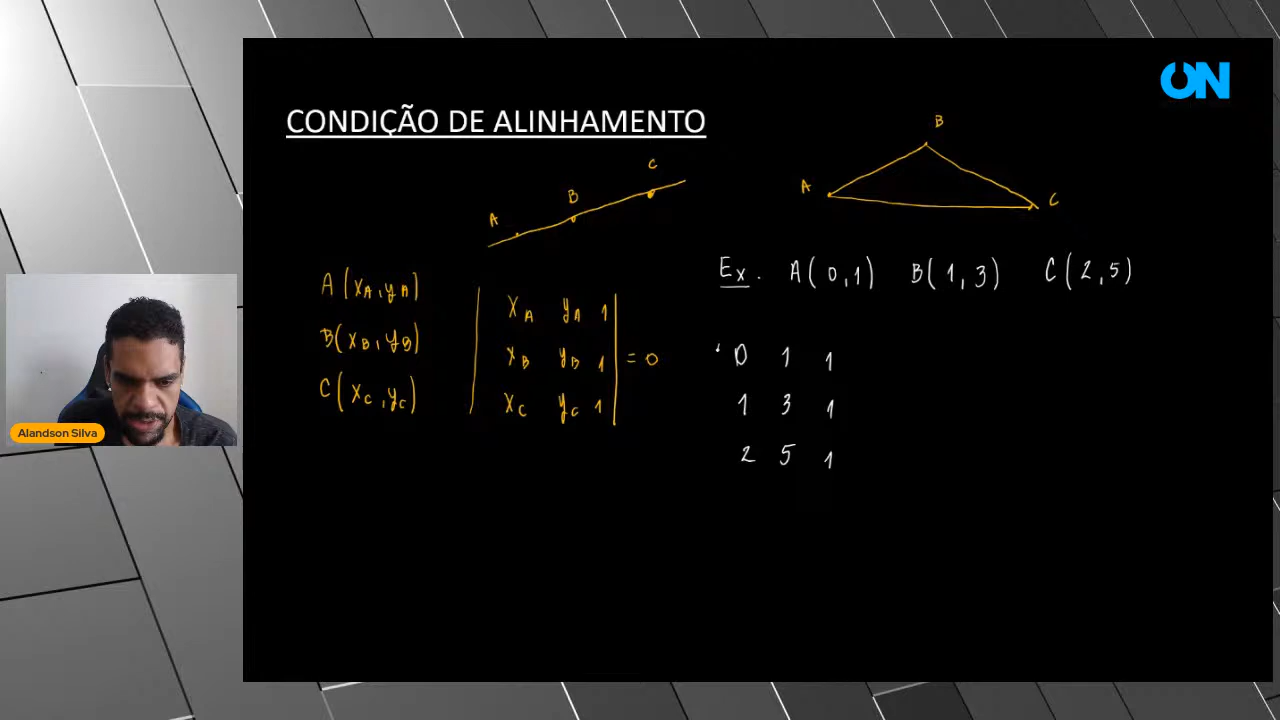 ON
CONDIÇÃO DE ALINHAMENTO
A B C
A B C
A(xA, yA)
B(xB, yB)
C(xC, yC)
xA yA 1
xB yB 1 = 0
xC yC 1
Ex. A(0,1) B(1,3) C(2,5)
0 1 1
1 3 1
2 5 1
Alandson Silva